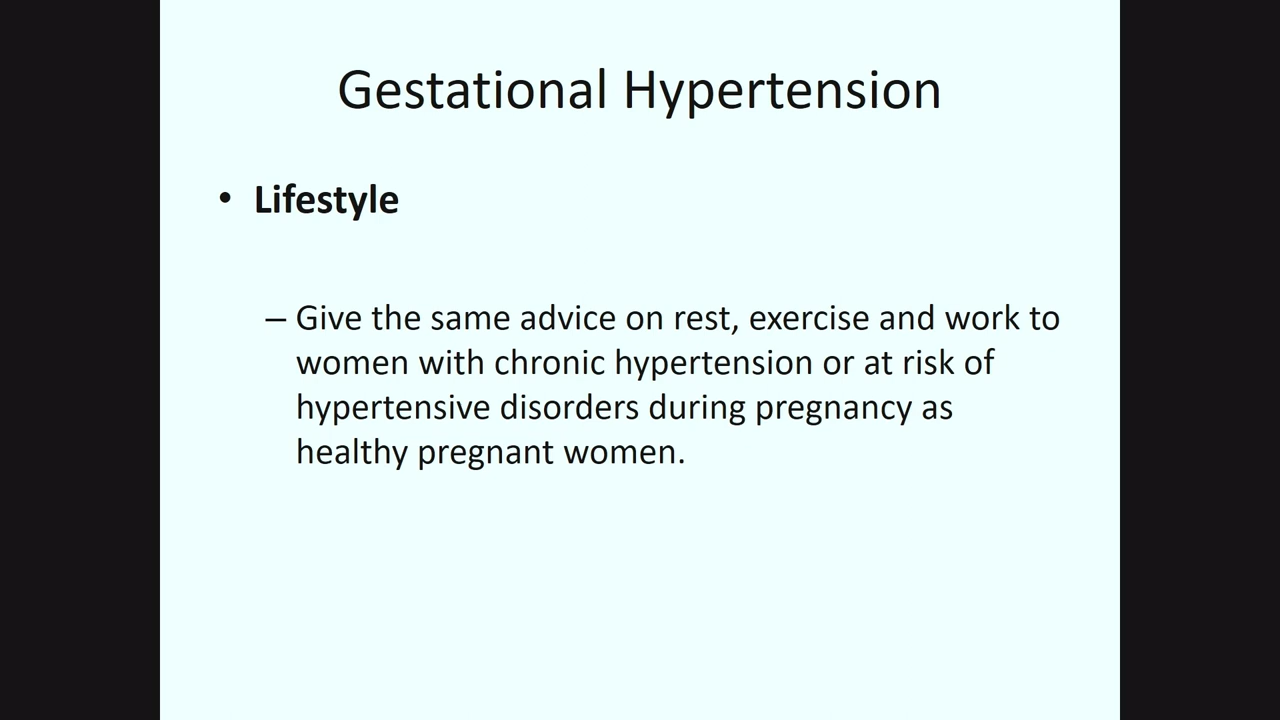 Gestational Hypertension
• Lifestyle
– Give the same advice on rest, exercise and work to
women with chronic hypertension or at risk of
hypertensive disorders during pregnancy as
healthy pregnant women.